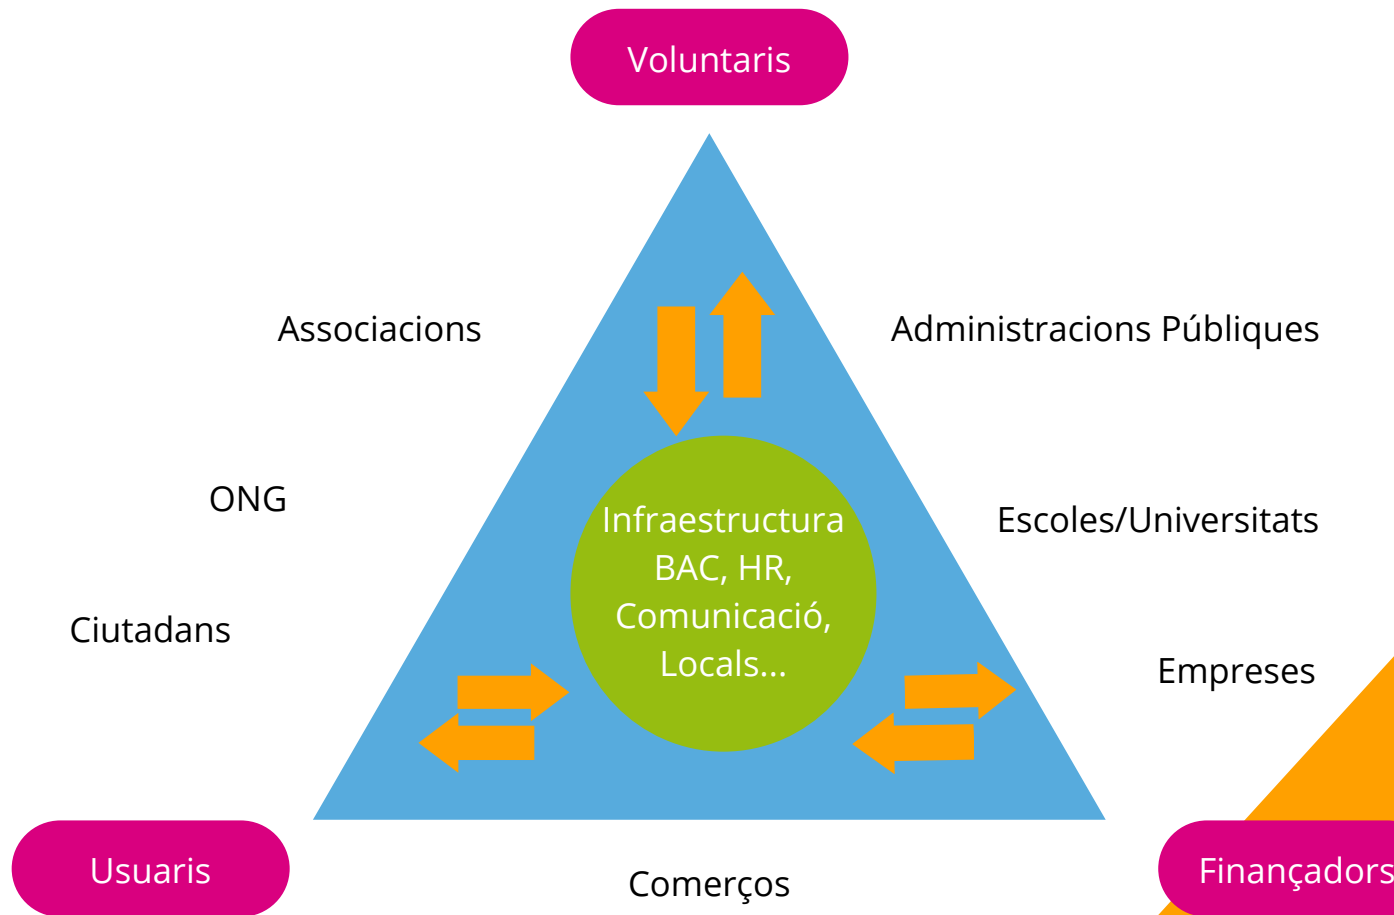 Voluntaris
Associacions
Administracions Públiques
ONG
Infraestructura
BAC, HR,
Comunicació,
Locals...
Escoles/Universitats
Ciutadans
Empreses
Usuaris
Comerços
Finançadors